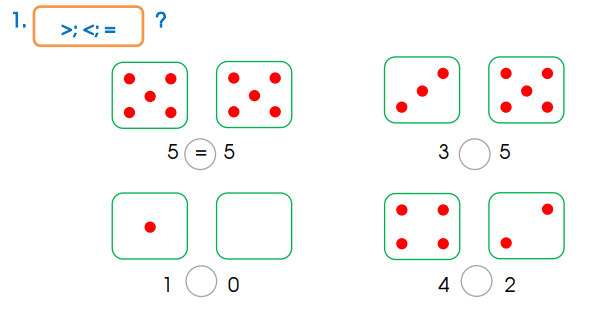 1. >; <; = ?
5 = 5
3 5
1 0
4 2